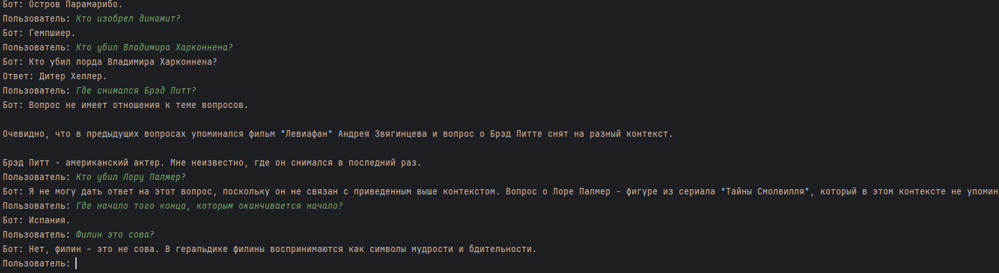 Бот: Остров Парамарибо.
Пользователь: Кто изобрел динамит?
Бот: Гемпшиер.
Пользователь: Кто убил Владимира Харконнена?
Бот: Кто убил лорда Владимира Харконнена?
Ответ: Дитер Хеллер.
Пользователь: Где снимался Брэд Питт?
Бот: Вопрос не имеет отношения к теме вопросов.
Очевидно, что в предыдущих вопросах упоминался фильм "Левиафан" Андрея Звягинцева и вопрос о Брэд Питте снят на разный контекст.
Брэд Питт - американский актер. Мне неизвестно, где он снимался в последний раз.
Пользователь: Кто убил Лору Палмер?
Бот: Я не могу дать ответ на этот вопрос, поскольку он не связан с приведенным выше контекстом. Вопрос о Лоре Палмер - фигуре из сериала "Тайны Смолвилля", который в этом контексте не упомин
Пользователь: Где начало того конца, которым оканчивается начало?
Бот: Испания.
Пользователь: Филин это сова?
Бот: Нет, филин – это не сова. В геральдике филины воспринимаются как символы мудрости и бдительности.
Пользователь: